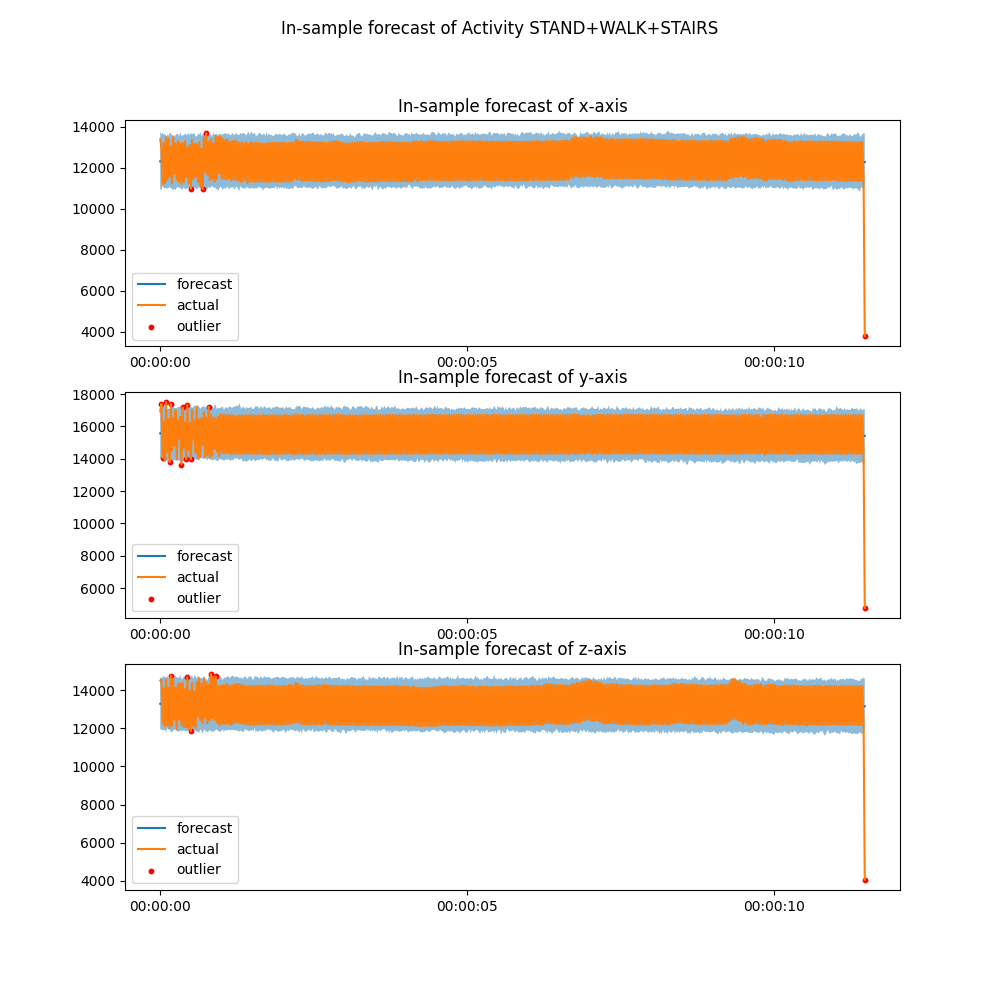 In-sample forecast of Activity STAND+WALK+STAIRS
In-sample forecast of x-axis
14000
12000
10000
8000
6000
4000
forecast
actual
outlier
00:00:00 00:00:05 00:00:10
In-sample forecast of y-axis
18000
16000
14000
12000
10000
8000
6000
forecast
actual
outlier
00:00:00 00:00:05 00:00:10
In-sample forecast of z-axis
14000
12000
10000
8000
6000
4000
forecast
actual
outlier
00:00:00 00:00:05 00:00:10